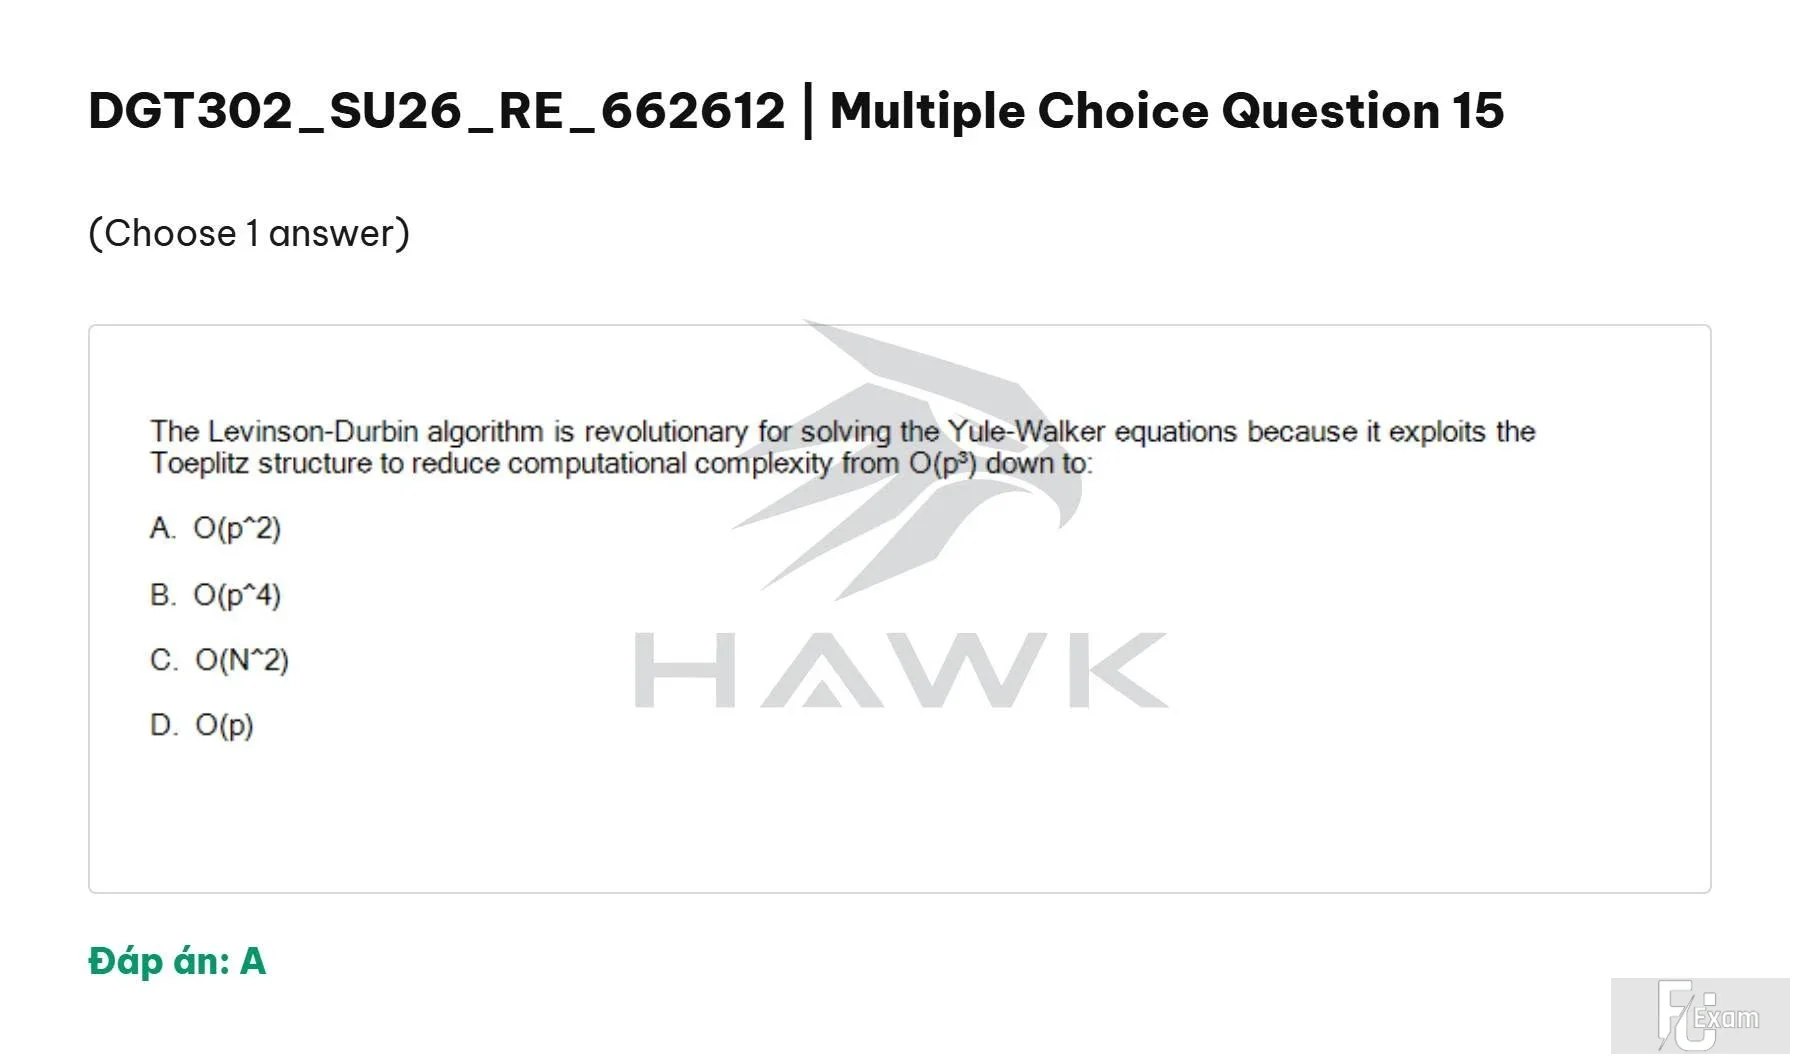 DGT302_SU26_RE_662612 | Multiple Choice Question 15
(Choose 1 answer)
The Levinson-Durbin algorithm is revolutionary for solving the Yule-Walker equations because it exploits the
Toeplitz structure to reduce computational complexity from O(p³) down to:
A. O(p^2)
B. O(p^4)
C. O(N^2)
D. O(p)
HAWK
Đáp án: A
FU Exam